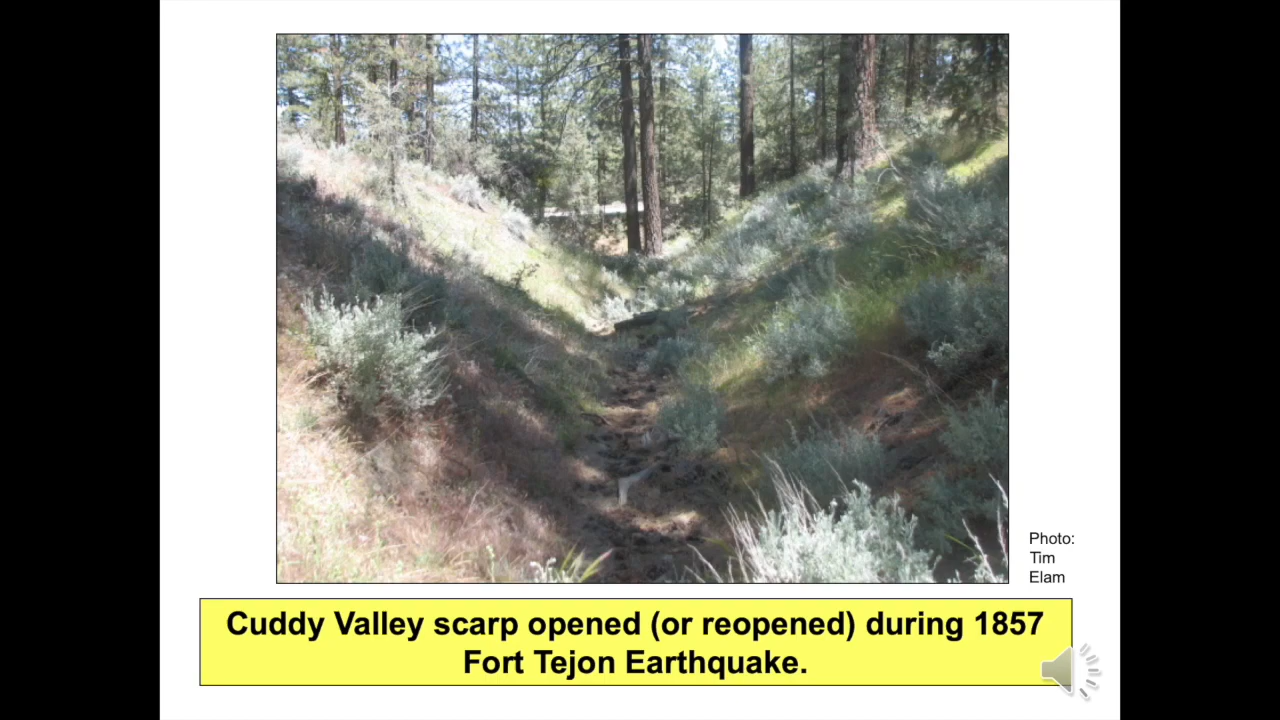 Photo:
Tim
Elam
Cuddy Valley scarp opened (or reopened) during 1857
Fort Tejon Earthquake.